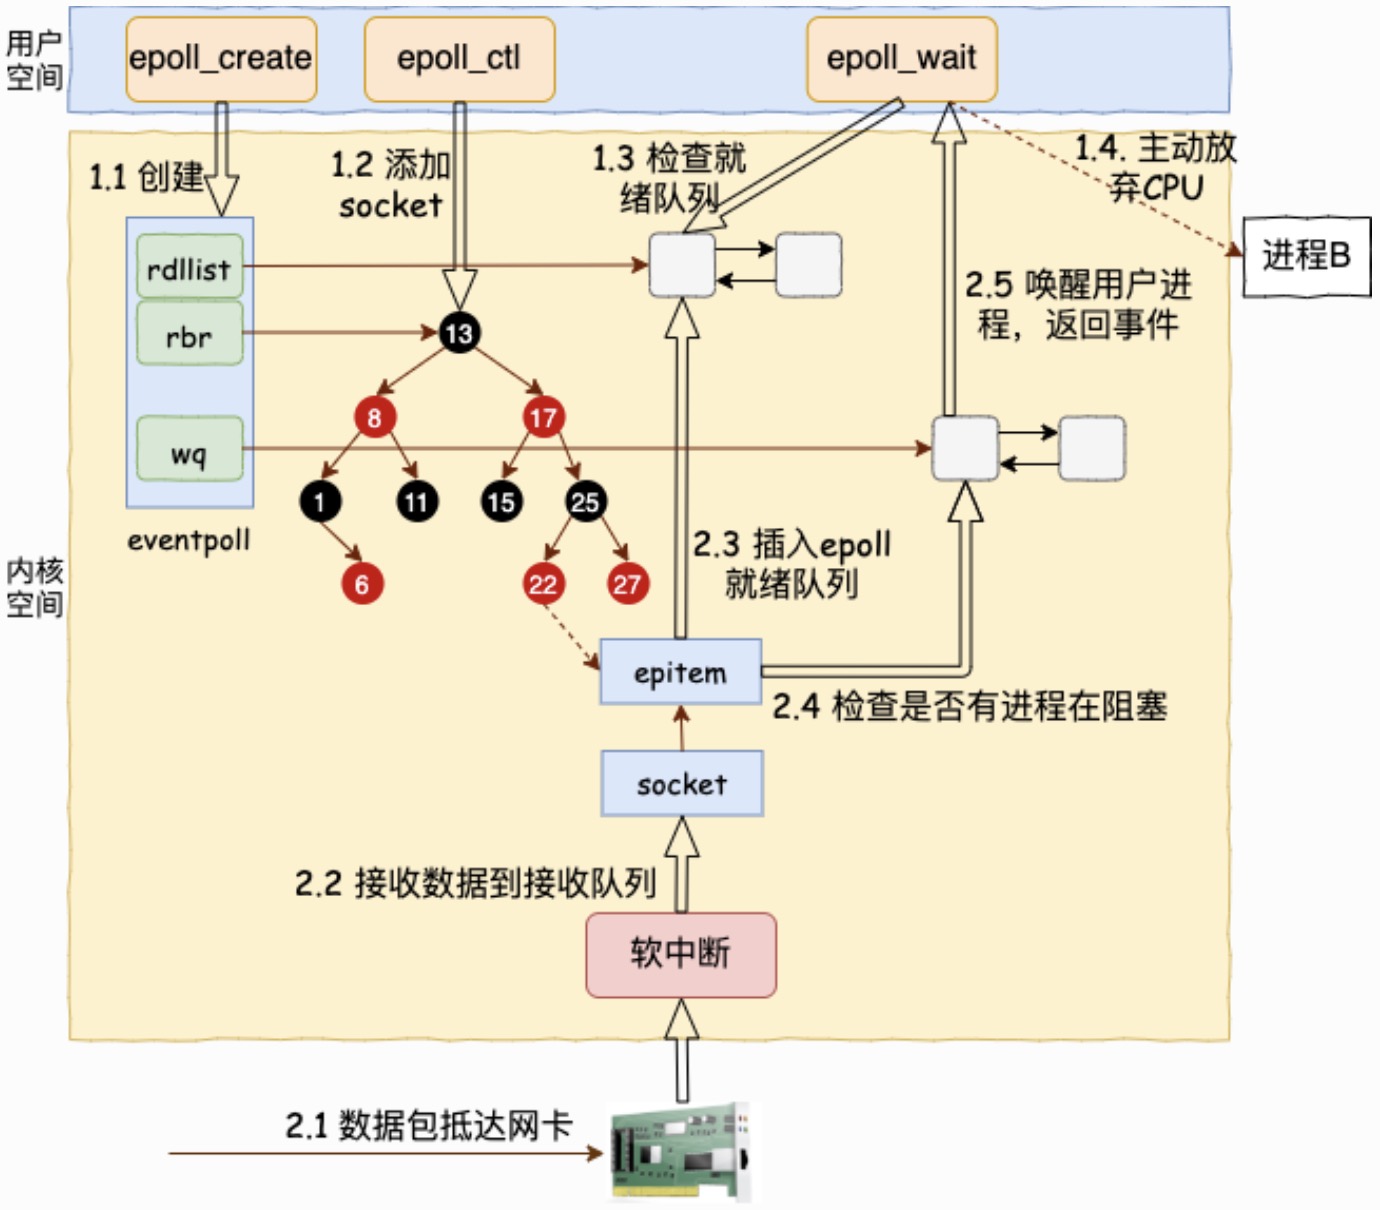 用户
空间
epoll_create
epoll_ctl
epoll_wait
1.1 创建
1.2 添加
socket
1.3 检查就
绪队列
1.4. 主动放
弃CPU
进程B
rdllist
rbr
wq
eventpoll
13
8
17
1
11
15
25
6
22
27
2.5 唤醒用户进
程，返回事件
内核
空间
2.3 插入epoll
就绪队列
epitem
2.4 检查是否有进程在阻塞
socket
2.2 接收数据到接收队列
软中断
2.1 数据包抵达网卡